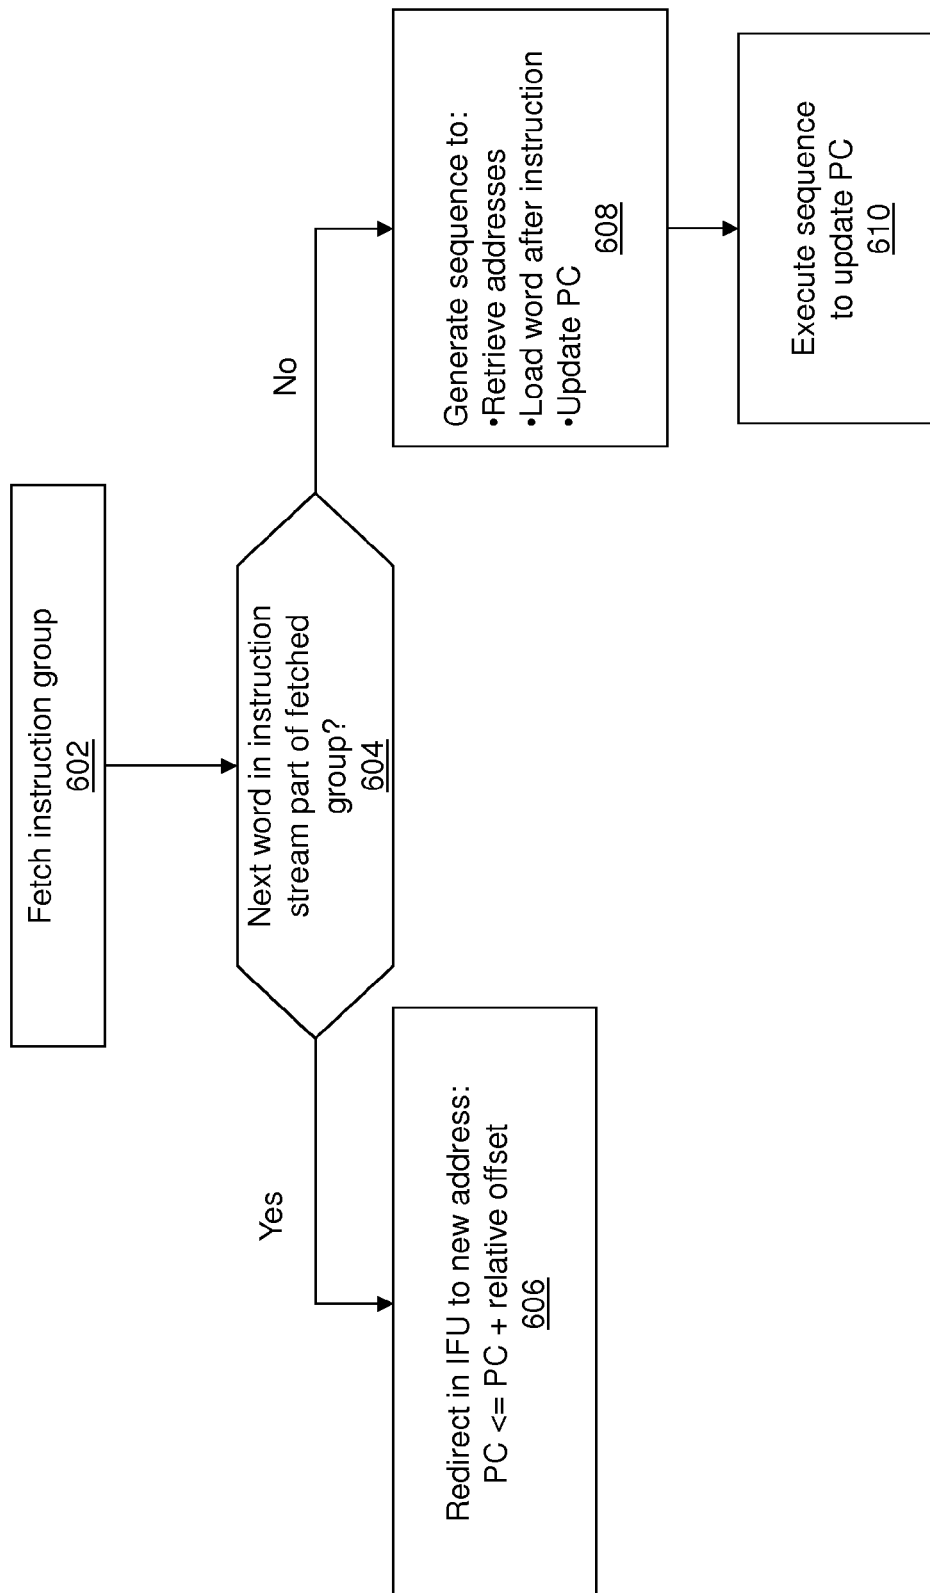 Fetch instruction group
602
Next word in instruction
stream part of fetched
group?
604
Yes
No
Redirect in IFU to new address:
PC <= PC + relative offset
606
Generate sequence to:
•Retrieve addresses
•Load word after instruction
•Update PC
608
Execute sequence
to update PC
610